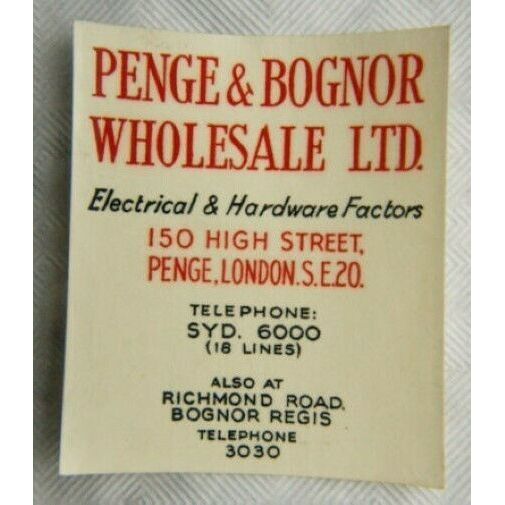 PENGE & BOGNOR
WHOLESALE LTD.
Electrical & Hardware Factors
150 HIGH STREET,
PENGE, LONDON. S.E.20.
TELEPHONE:
SYD. 6000
(18 LINES)
ALSO AT
RICHMOND ROAD,
BOGNOR REGIS
TELEPHONE
3030